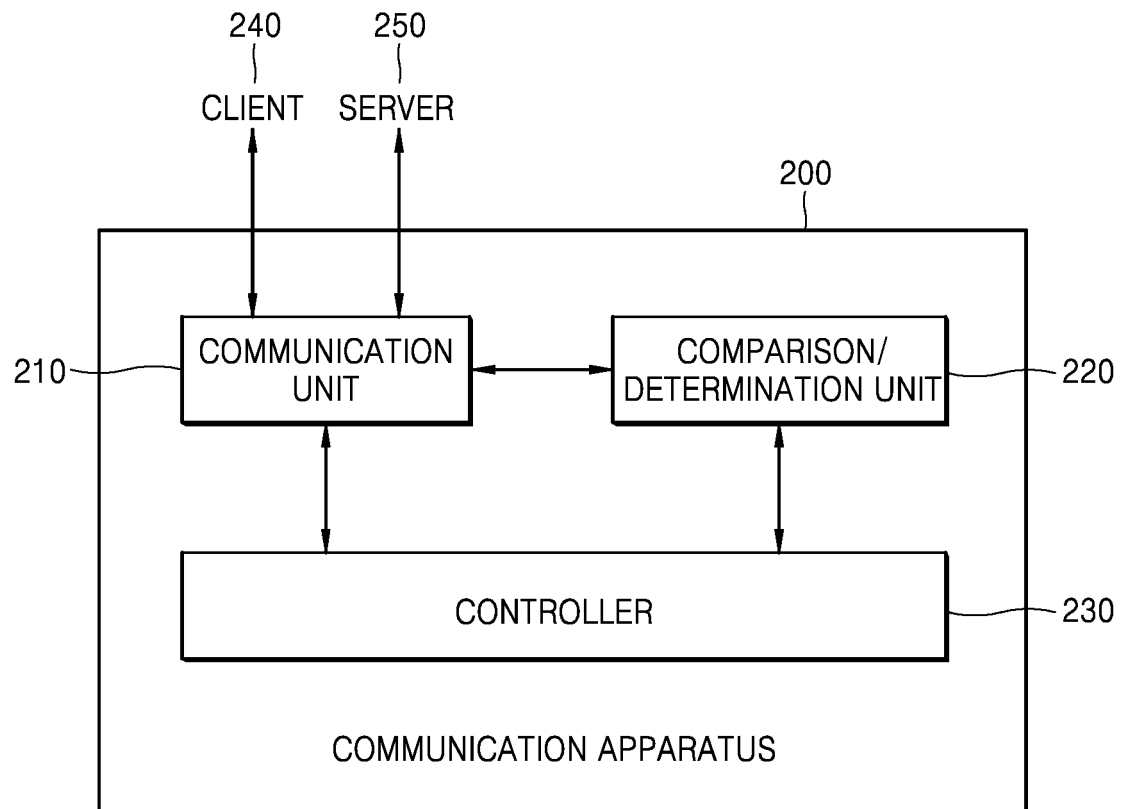 240 250
CLIENT SERVER
200
210 COMMUNICATION UNIT
COMPARISON/
DETERMINATION UNIT 220
CONTROLLER 230
COMMUNICATION APPARATUS